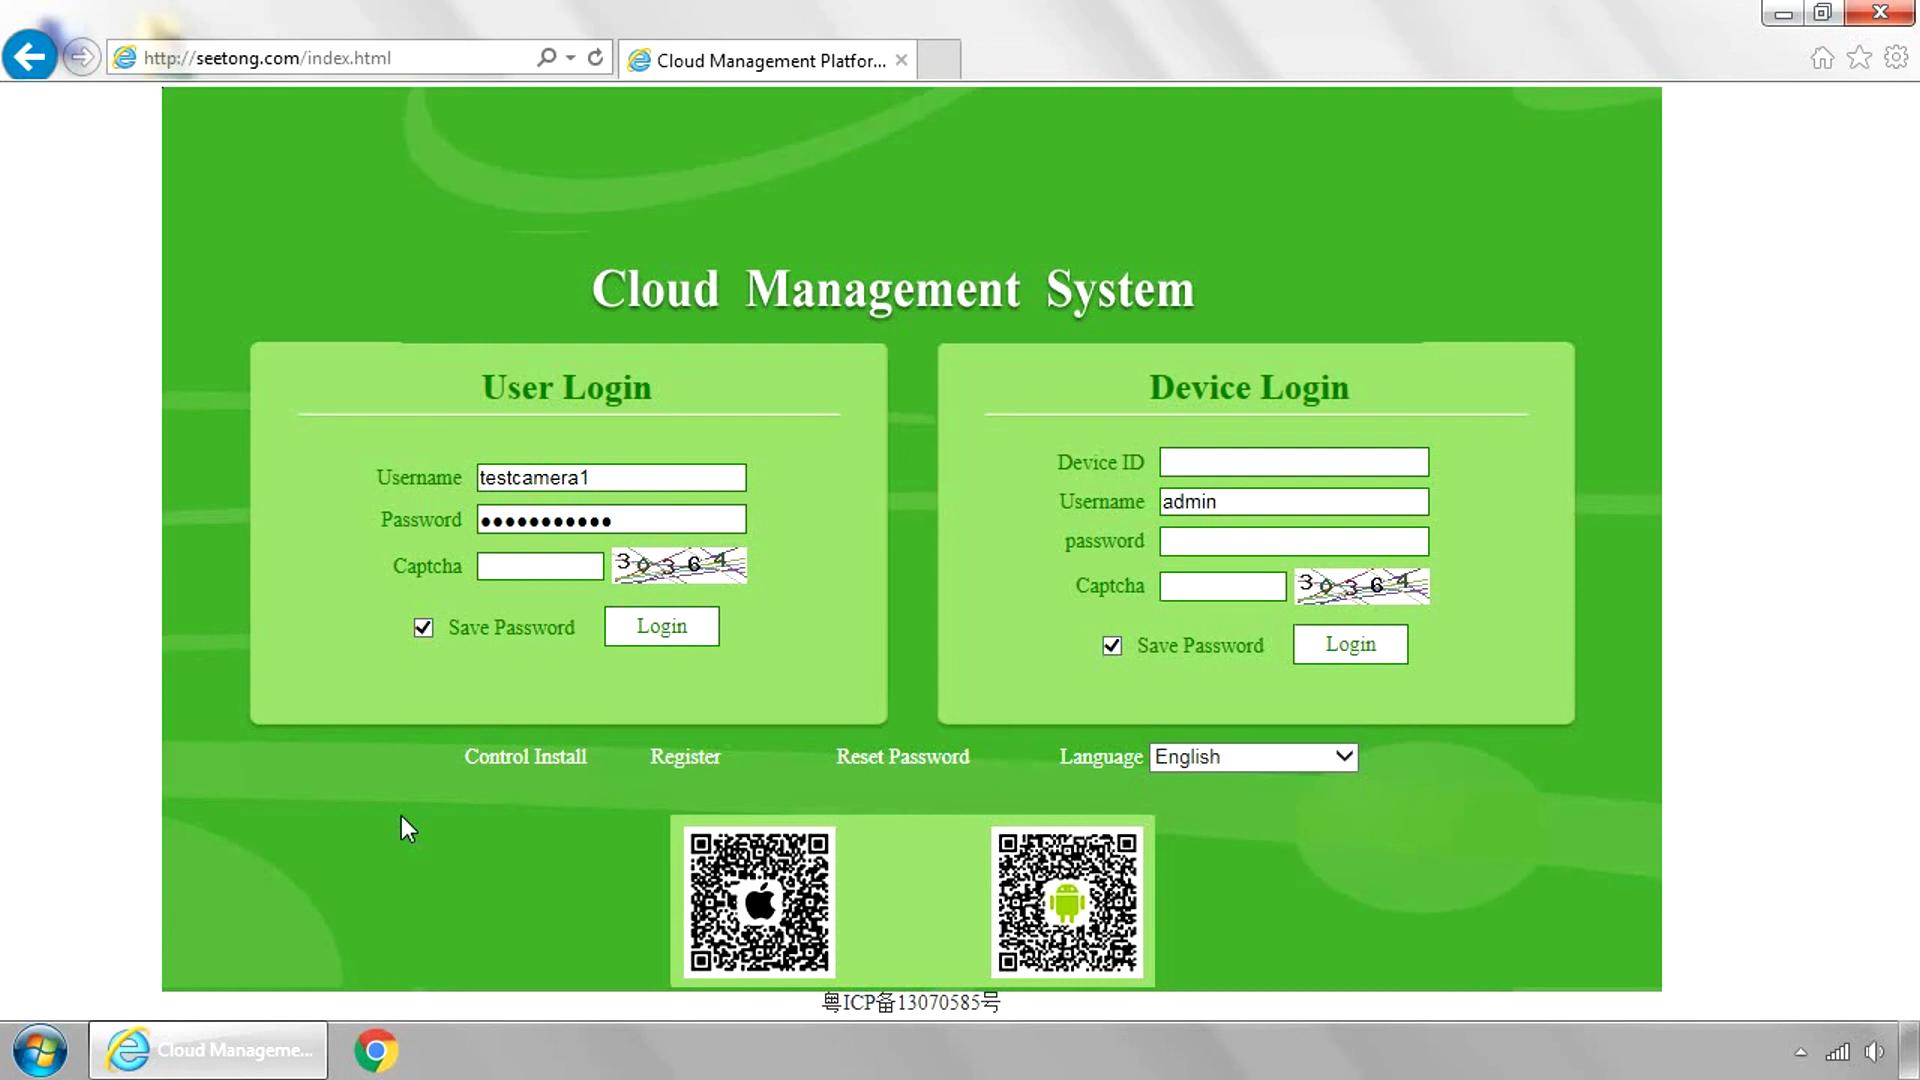 http://seetong.com/index.html
Cloud Management Platfor...
Cloud Management System
User Login
Username testcamera1
Password ●●●●●●●●●●●
Captcha 39364
Save Password Login
Device Login
Device ID
Username admin
password
Captcha 39364
Save Password Login
Control Install Register Reset Password Language English
粤ICP备13070585号
Cloud Manageme...